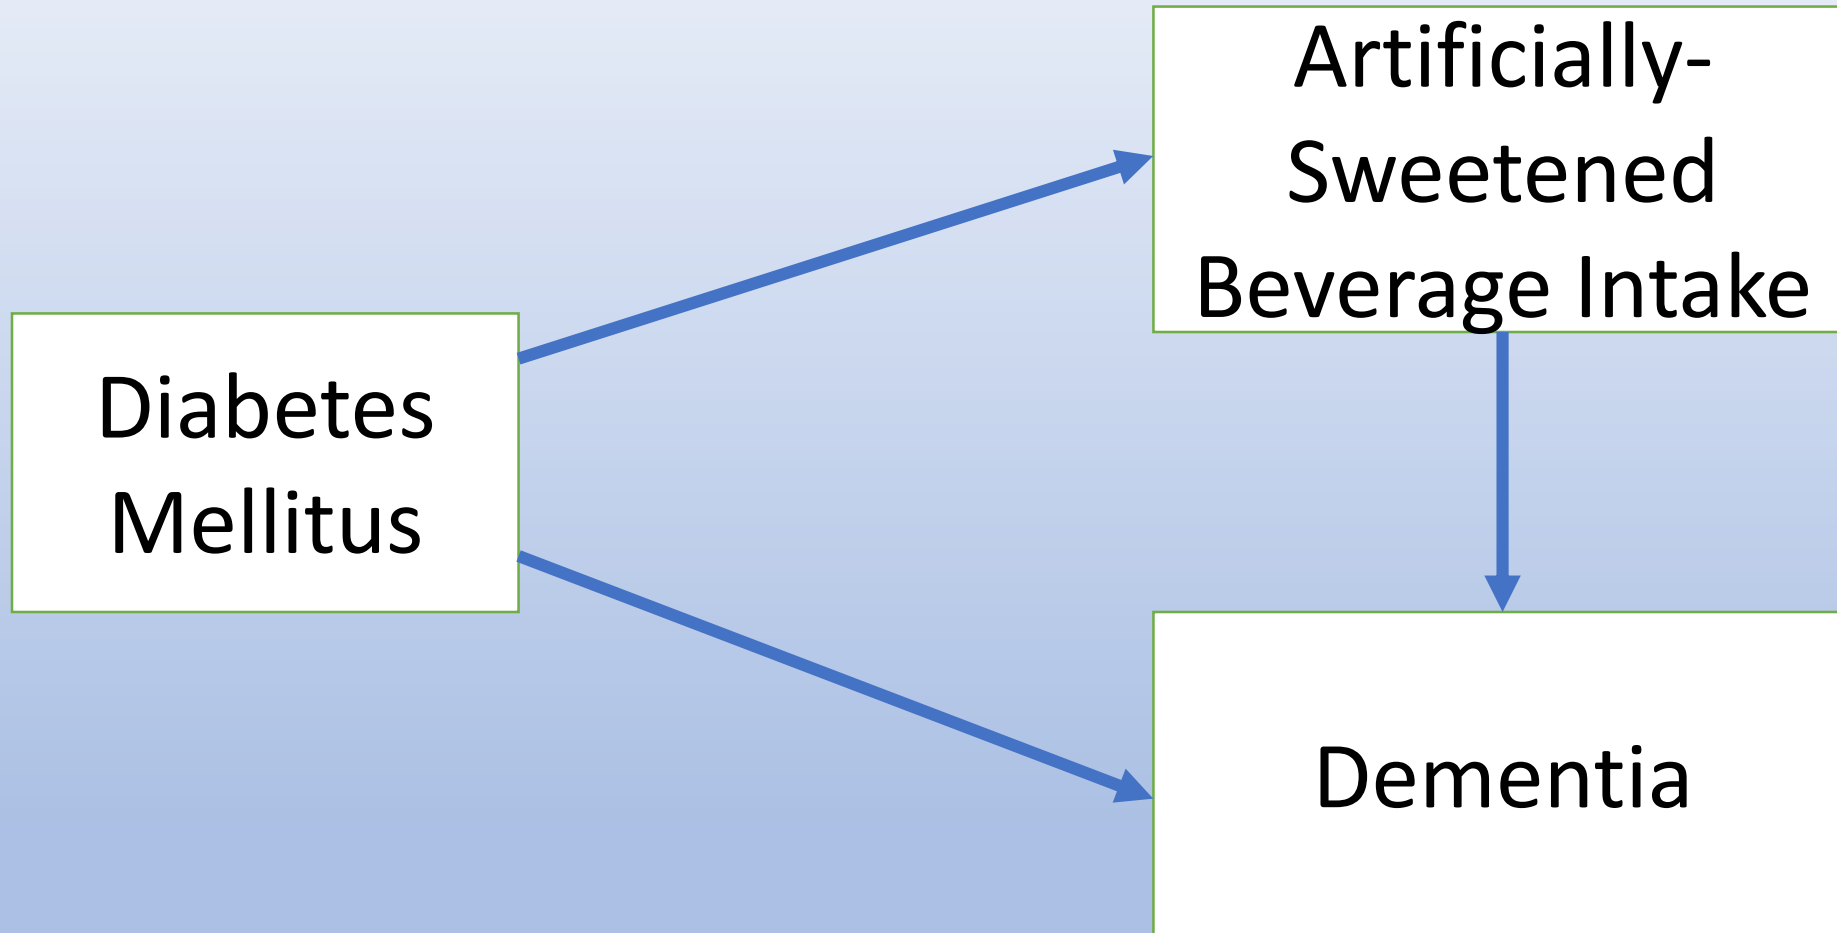 Artificially-
Sweetened
Beverage Intake
Diabetes
Mellitus
Dementia